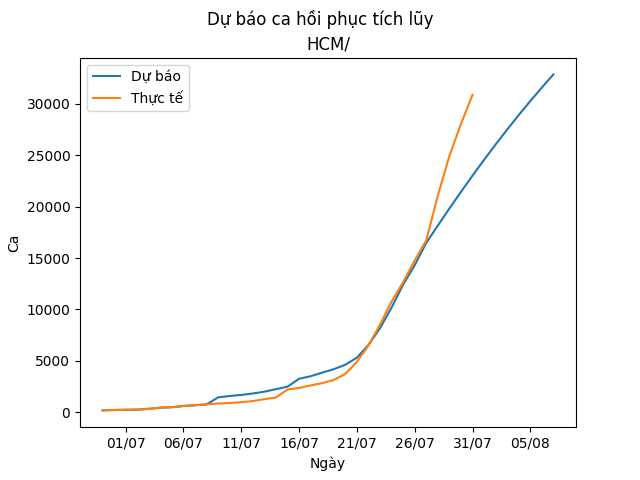 Dự báo ca hồi phục tích lũy
HCM/
Dự báo
Thực tế
30000
25000
20000
15000
10000
5000
0
Ca
01/07 06/07 11/07 16/07 21/07 26/07 31/07 05/08
Ngày